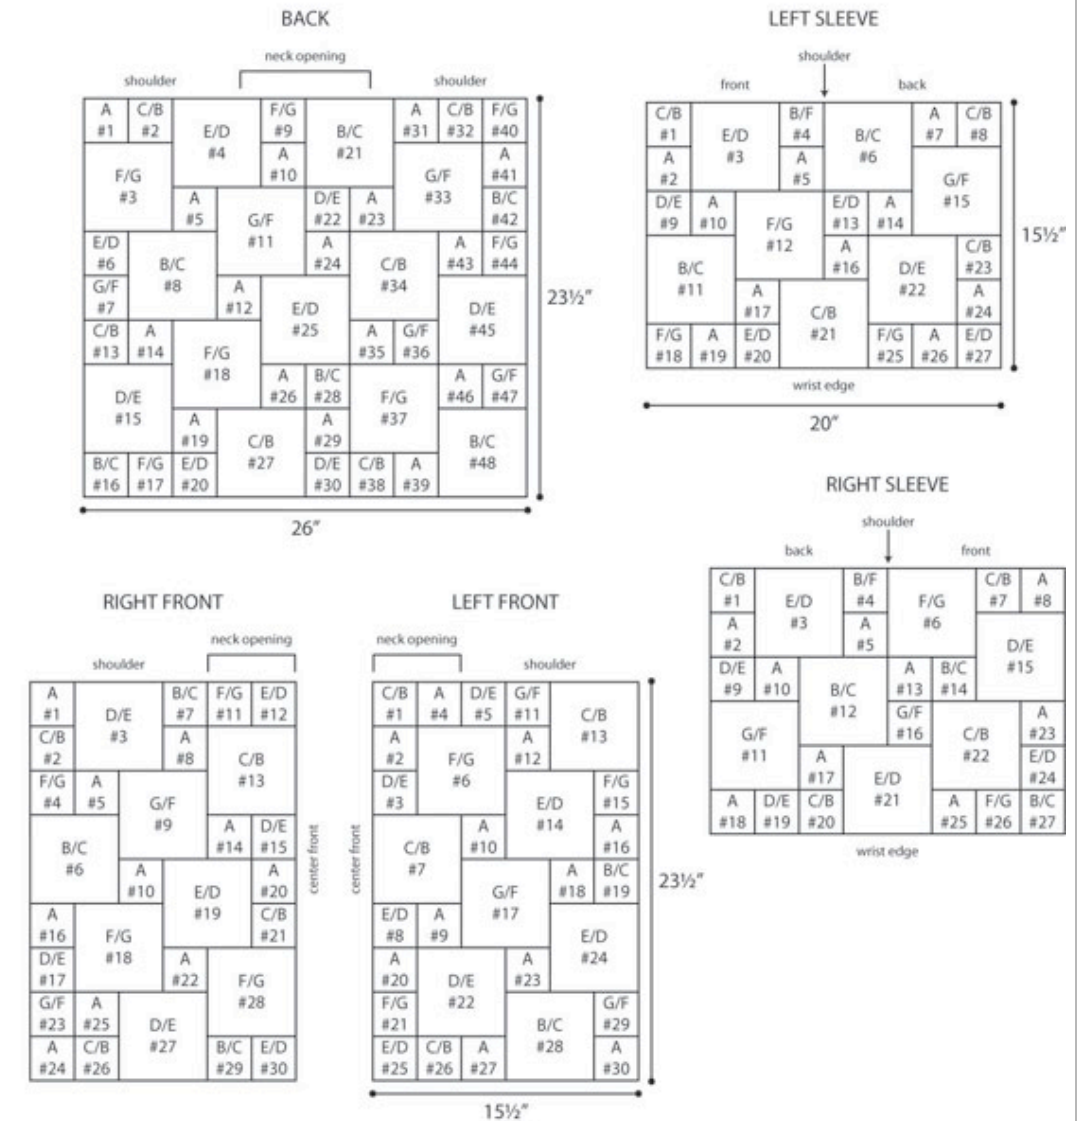 BACK
neck opening
shoulder shoulder
A C/B F/G A C/B F/G
#1 #2 E/D #9 B/C #31 #32 #40
#4 A #21 A
F/G #10 G/F #41
#3 A D/E A #33 B/C
#5 G/F #22 #23 #42
E/D #11 A A F/G
#6 B/C #24 C/B #43 #44
G/F #8 A #34
#7 #12 E/D D/E
C/B A #25 A G/F #45
#13 #14 F/G #35 #36
#18 A B/C A G/F
D/E #26 #28 F/G #46 #47
#15 A A #37
#19 C/B #29 B/C
B/C F/G E/D #27 D/E C/B A #48
#16 #17 #20 #30 #38 #39
23½″
26″
LEFT SLEEVE
shoulder
front back
C/B B/F A C/B
#1 E/D #4 B/C #7 #8
A #3 A #6
#2 #5 G/F
D/E A E/D A #15
#9 #10 F/G #13 #14
#12 A C/B
B/C #16 D/E #23
#11 A #22 A
#17 C/B #24
F/G A E/D #21 F/G A E/D
#18 #19 #20 #25 #26 #27
wrist edge
15½″
20″
RIGHT SLEEVE
shoulder
back front
C/B B/F C/B A
#1 E/D #4 F/G #7 #8
A #3 A #6
#2 #5 D/E
D/E A A B/C #15
#9 #10 B/C #13 #14
#12 G/F A
G/F #16 C/B #23
#11 A #22 E/D
#17 E/D #24
A D/E C/B #21 A F/G B/C
#18 #19 #20 #25 #26 #27
wrist edge
RIGHT FRONT
neck opening
shoulder
A B/C F/G E/D
#1 D/E #7 #11 #12
C/B #3 A
#2 #8 C/B
F/G A #13
#4 #5 G/F
#9 A D/E
B/C #14 #15
#6 A A
#10 E/D #20
A #19 C/B
#16 F/G #21
D/E #18 A
#17 #22 F/G
G/F A #28
#23 #25 D/E
A C/B #27 B/C E/D
#24 #26 #29 #30
center front
LEFT FRONT
neck opening
shoulder
C/B A D/E G/F
#1 #4 #5 #11 C/B
A A #13
#2 F/G #12
D/E #6 F/G
#3 E/D #15
A #14 A
C/B #10 #16
#7 A B/C
G/F #18 #19
E/D A #17
#8 #9 E/D
A A #24
#20 D/E #23
F/G #22 G/F
#21 B/C #29
E/D C/B A #28 A
#25 #26 #27 #30
center front
23½″
15½″